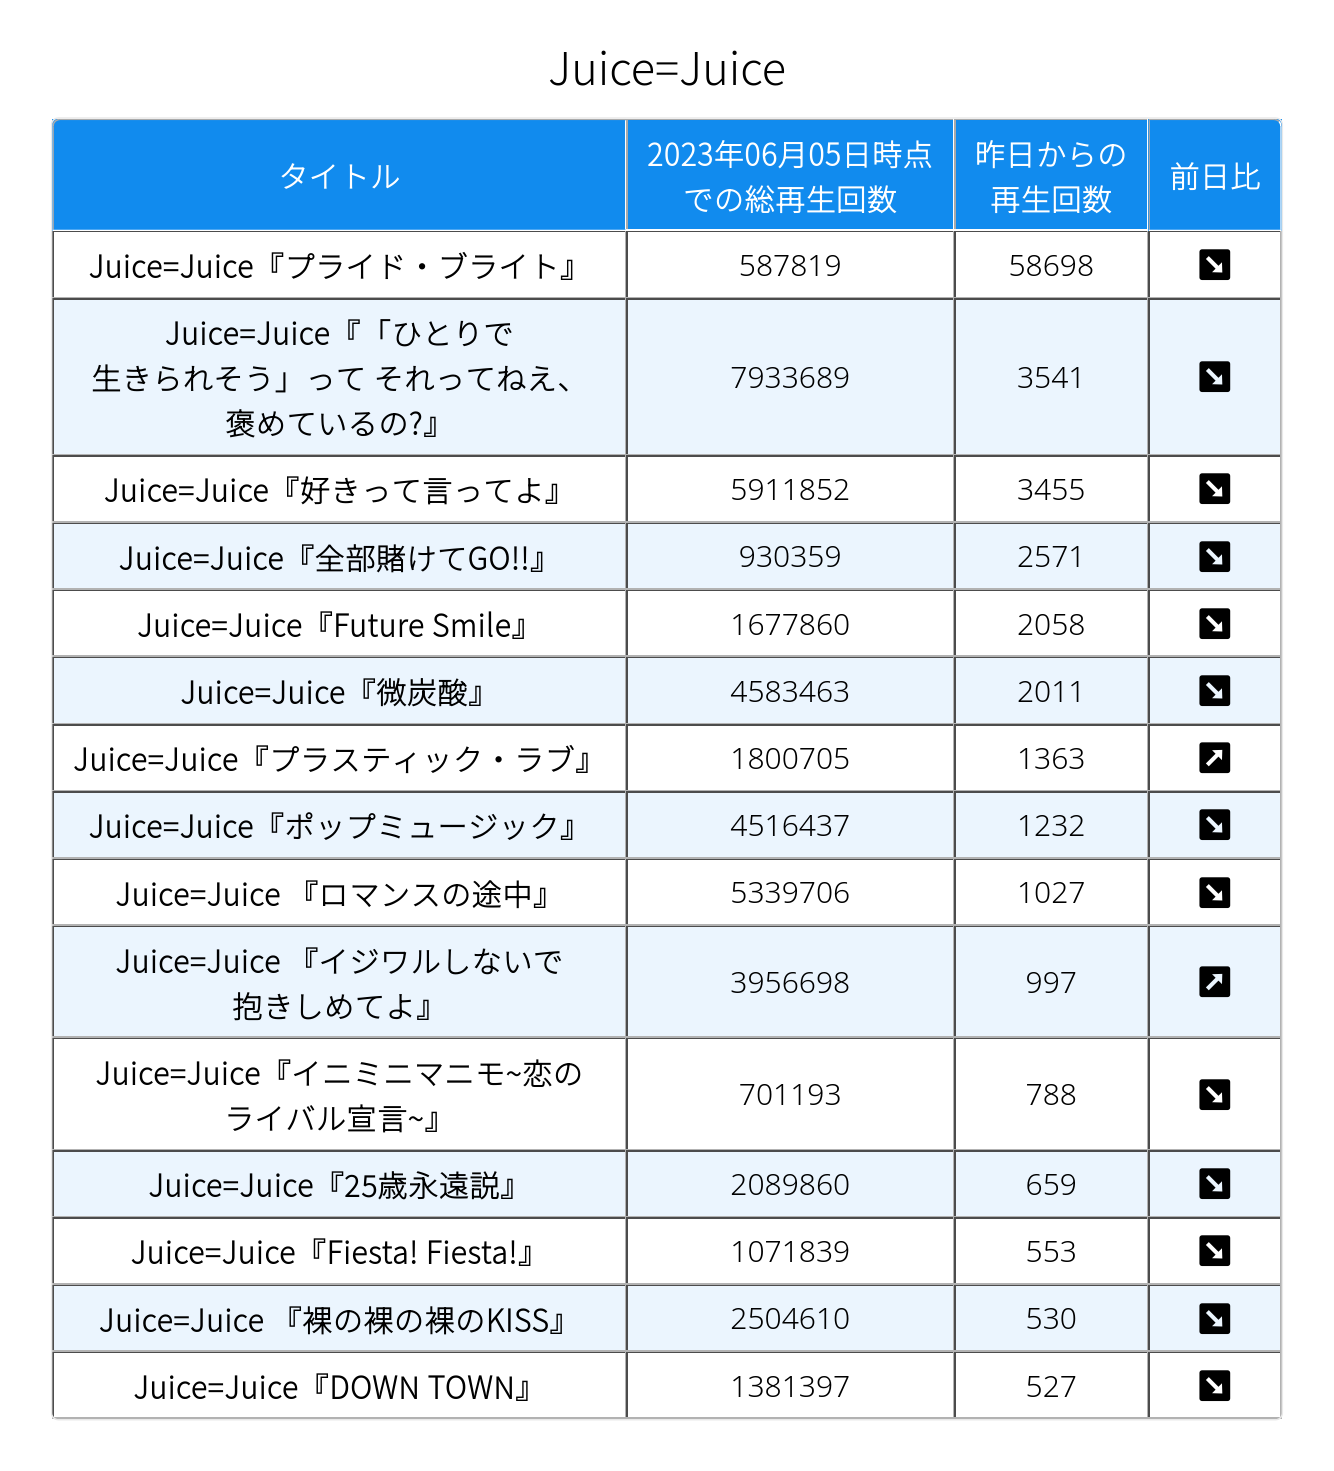 Juice=Juice
タイトル
2023年06月05日時点
での総再生回数
昨日からの
再生回数
前日比
Juice=Juice『プライド・ブライト』
587819
58698
Juice=Juice『「ひとりで
生きられそう」って それってねえ、
褒めているの?』
7933689
3541
Juice=Juice『好きって言ってよ』
5911852
3455
Juice=Juice『全部賭けてGO!!』
930359
2571
Juice=Juice『Future Smile』
1677860
2058
Juice=Juice『微炭酸』
4583463
2011
Juice=Juice『プラスティック・ラブ』
1800705
1363
Juice=Juice『ポップミュージック』
4516437
1232
Juice=Juice 『ロマンスの途中』
5339706
1027
Juice=Juice 『イジワルしないで
抱きしめてよ』
3956698
997
Juice=Juice『イニミニマニモ~恋の
ライバル宣言~』
701193
788
Juice=Juice『25歳永遠説』
2089860
659
Juice=Juice『Fiesta! Fiesta!』
1071839
553
Juice=Juice 『裸の裸の裸のKISS』
2504610
530
Juice=Juice『DOWN TOWN』
1381397
527